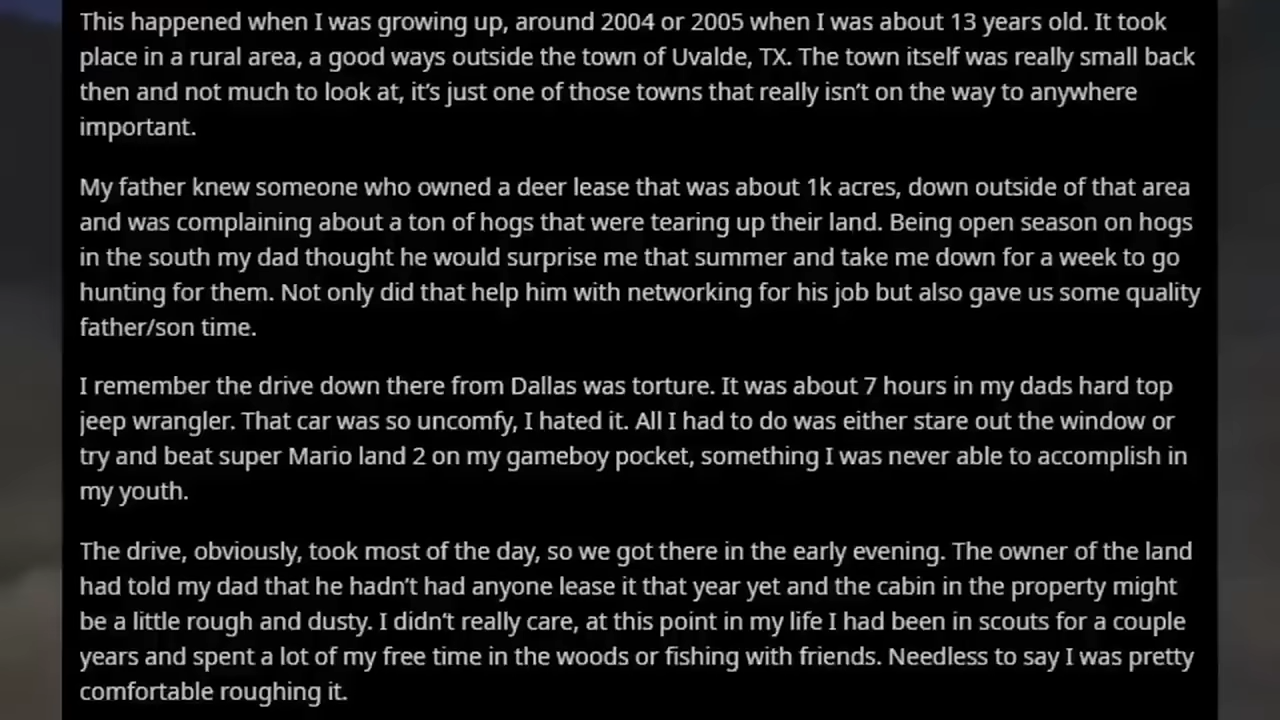 This happened when I was growing up, around 2004 or 2005 when I was about 13 years old. It took
place in a rural area, a good ways outside the town of Uvalde, TX. The town itself was really small back
then and not much to look at, it’s just one of those towns that really isn’t on the way to anywhere
important.
My father knew someone who owned a deer lease that was about 1k acres, down outside of that area
and was complaining about a ton of hogs that were tearing up their land. Being open season on hogs
in the south my dad thought he would surprise me that summer and take me down for a week to go
hunting for them. Not only did that help him with networking for his job but also gave us some quality
father/son time.
I remember the drive down there from Dallas was torture. It was about 7 hours in my dads hard top
jeep wrangler. That car was so uncomfy, I hated it. All I had to do was either stare out the window or
try and beat super Mario land 2 on my gameboy pocket, something I was never able to accomplish in
my youth.
The drive, obviously, took most of the day, so we got there in the early evening. The owner of the land
had told my dad that he hadn’t had anyone lease it that year yet and the cabin in the property might
be a little rough and dusty. I didn’t really care, at this point in my life I had been in scouts for a couple
years and spent a lot of my free time in the woods or fishing with friends. Needless to say I was pretty
comfortable roughing it.